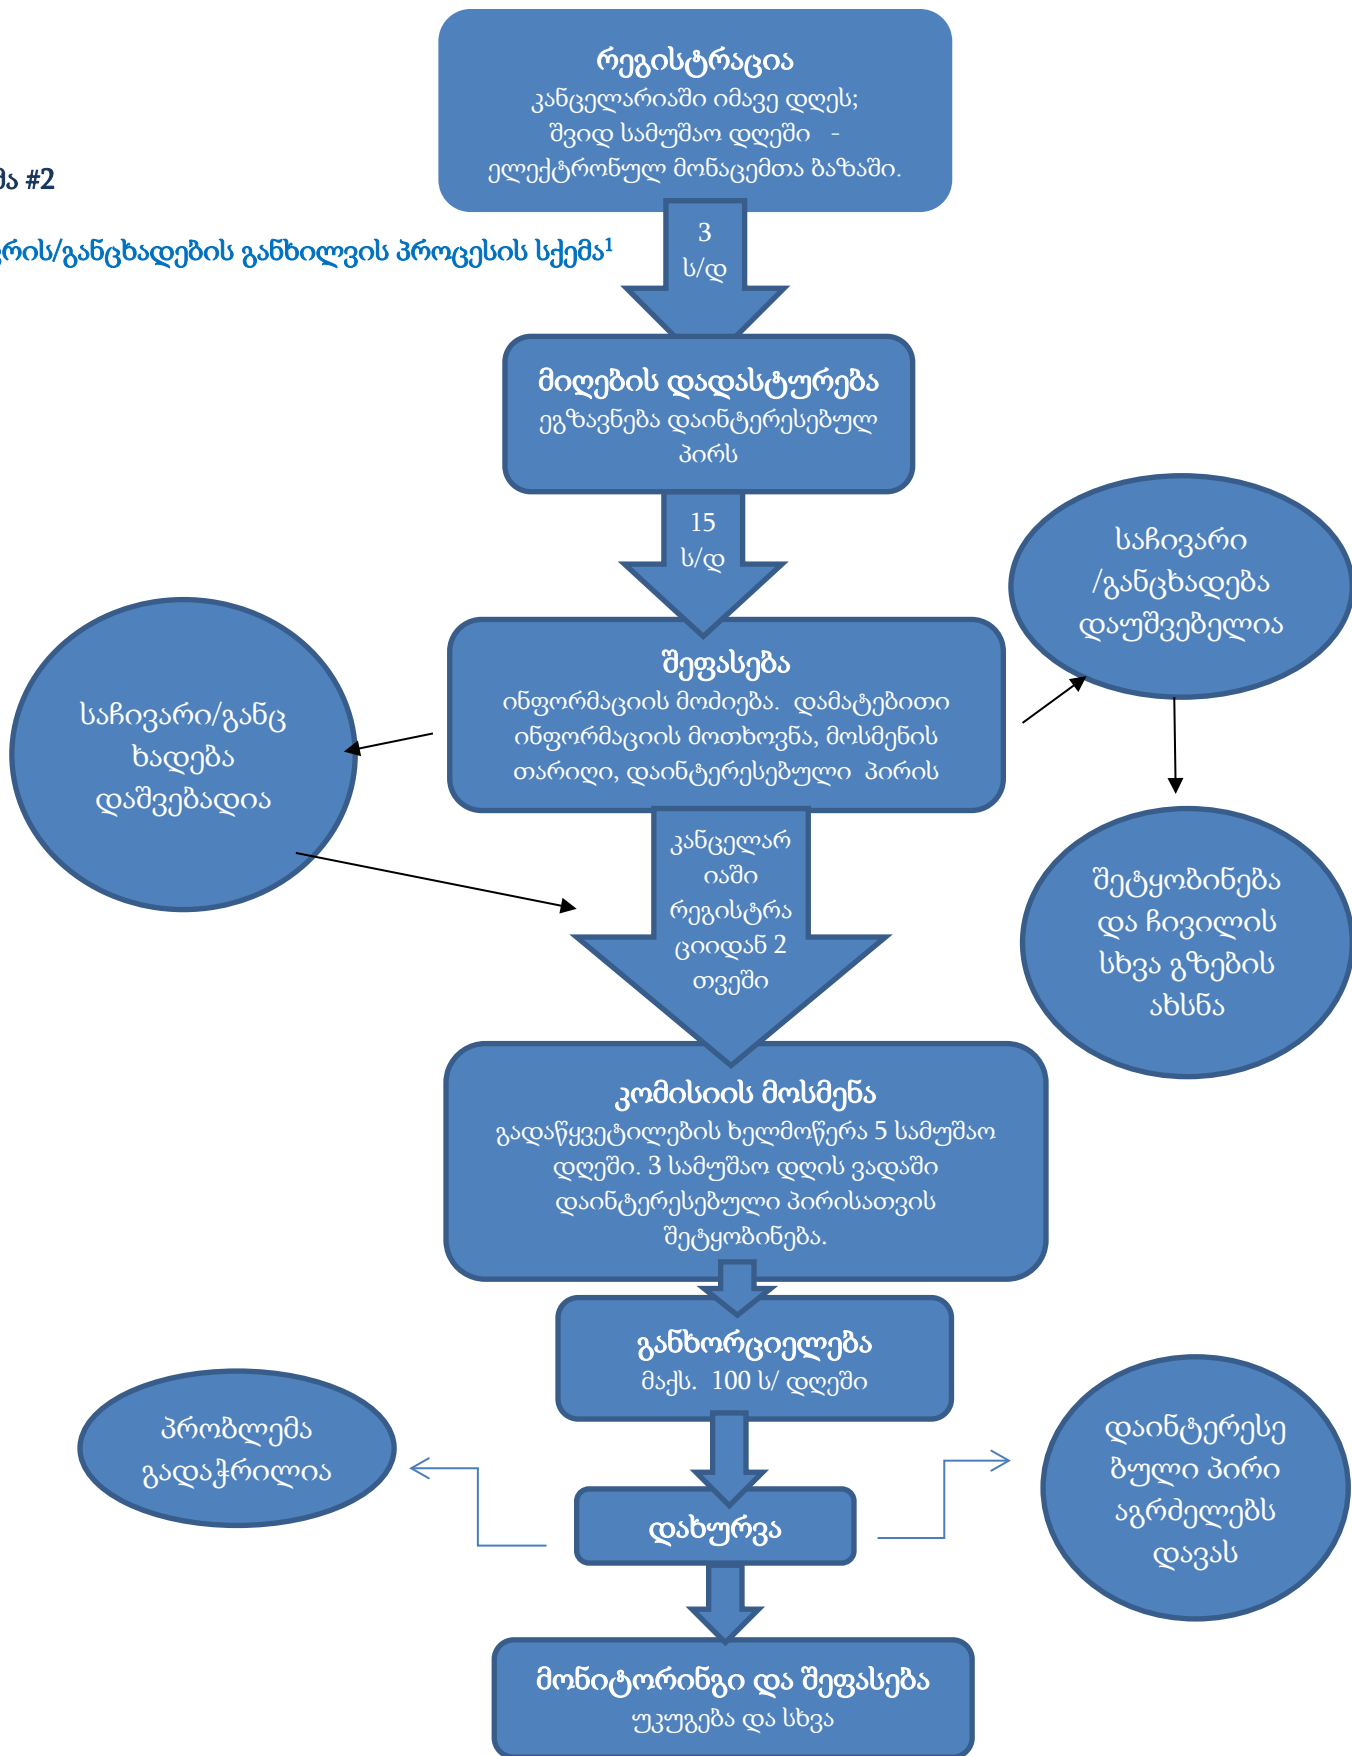 რეგისტრაცია
კანცელარიაში იმავე დღეს;
შვიდ სამუშაო დღეში -
ელექტრონულ მონაცემთა ბაზაში.
#2
განხილვის პროცესის სქემა¹
3
ს/დ
მიღების დადასტურება
ეგზავნება დაინტერესებულ
პირს
15
ს/დ
საჩივარი
/განცხადება
დაუშვებელია
შეფასება
ინფორმაციის მოძიება. დამატებითი
ინფორმაციის მოთხოვნა, მოსმენის
თარიღი, დაინტერესებული პირის
საჩივარი/განც
ხადება
დაშვებადია
კანცელარ
იაში
რეგისტრა
ციიდან 2
თვეში
შეტყობინება
და ჩივილის
სხვა გზების
ახსნა
კომისიის მოსმენა
გადაწყვეტილების ხელმოწერა 5 სამუშაო
დღეში. 3 სამუშაო დღის ვადაში
დაინტერესებული პირისათვის
შეტყობინება.
განხორციელება
მაქს. 100 ს/ დღეში
პრობლემა
გადაჭრილია
დაინტერესე
ბული პირი
აგრძელებს
დავას
დახურვა
მონიტორინგი და შეფასება
უკუგება და სხვა